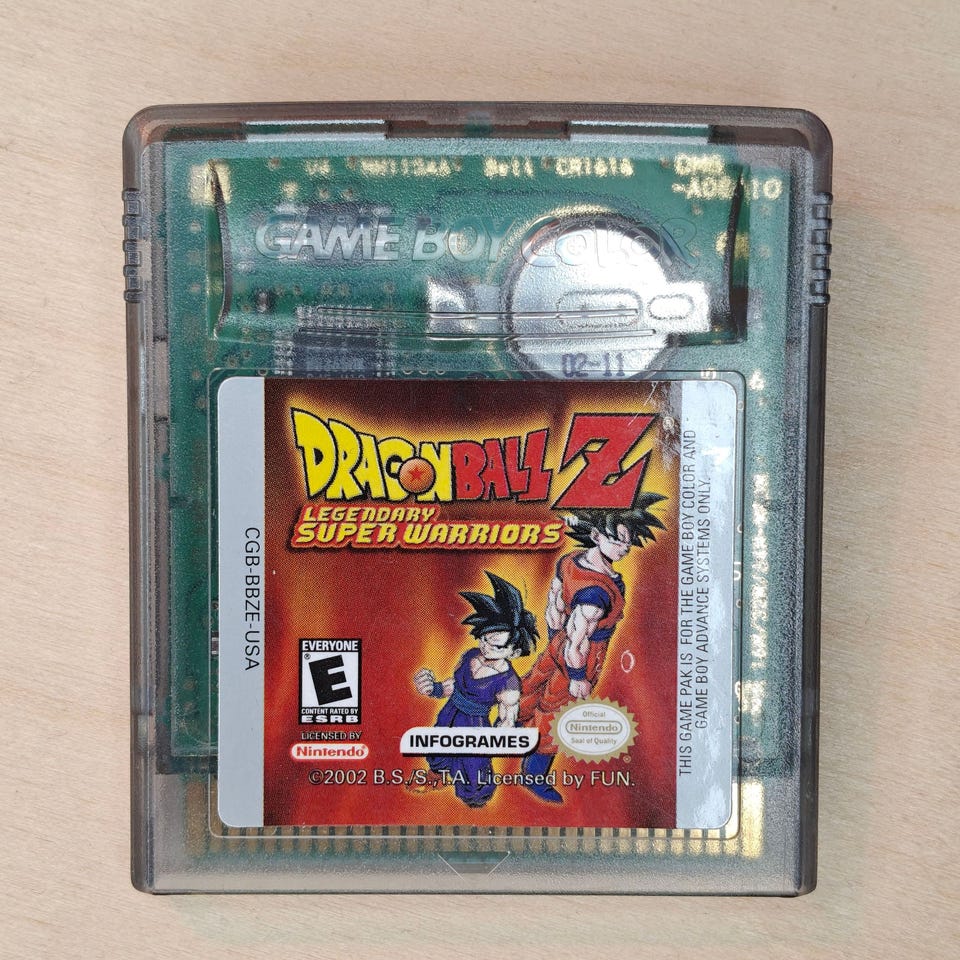 GAME BOY COLOR
02-11
DRAGON BALL Z
LEGENDARY
SUPER WARRIORS
CGB-BBZE-USA
THIS GAME PAK IS FOR THE GAME BOY COLOR AND
GAME BOY ADVANCE SYSTEMS ONLY.
EVERYONE
E
CONTENT RATED BY
ESRB
LICENSED BY
Nintendo
INFOGRAMES
Official
Nintendo
Seal of Quality
©2002 B.S./S.,T.A. Licensed by FUN.